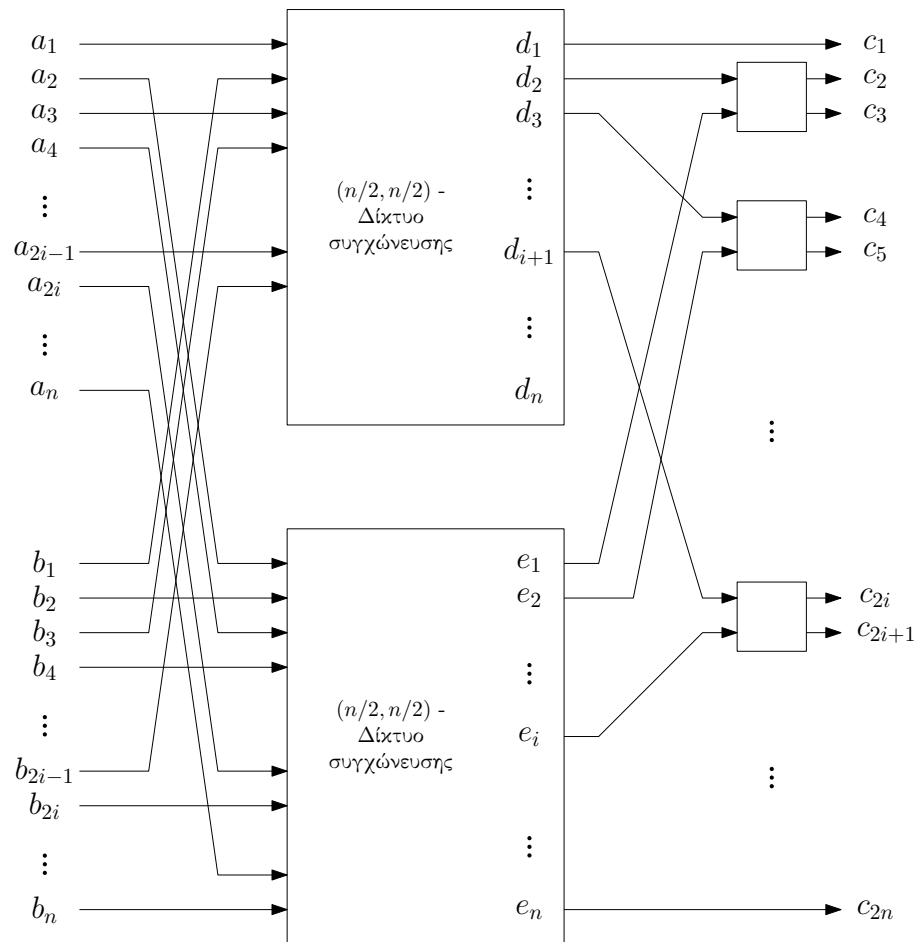 a_1
a_2
a_3
a_4
⋮
a_{2i−1}
a_{2i}
⋮
a_n
b_1
b_2
b_3
b_4
⋮
b_{2i−1}
b_{2i}
⋮
b_n
(n/2, n/2) -
Δίκτυο
συγχώνευσης
d_1
d_2
d_3
⋮
d_{i+1}
⋮
d_n
(n/2, n/2) -
Δίκτυο
συγχώνευσης
e_1
e_2
⋮
e_i
⋮
e_n
c_1
c_2
c_3
c_4
c_5
⋮
c_{2i}
c_{2i+1}
⋮
c_{2n}